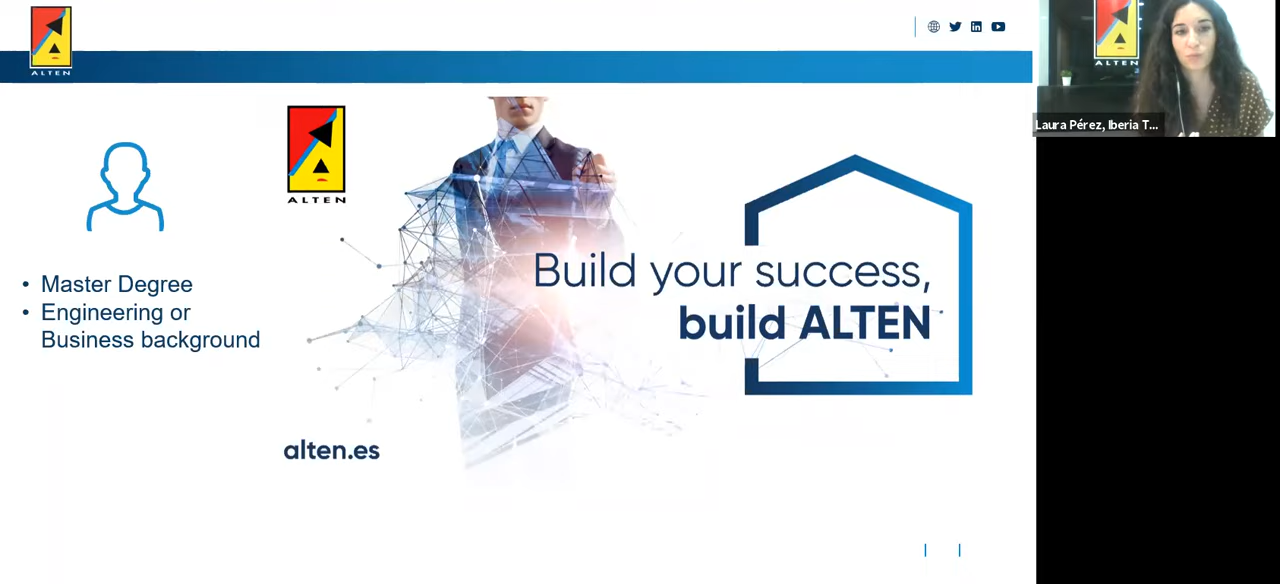 ALTEN
ALTEN
Laura Pérez, Iberia T...
ALTEN
Build your success,
build ALTEN
• Master Degree
• Engineering or
Business background
alten.es